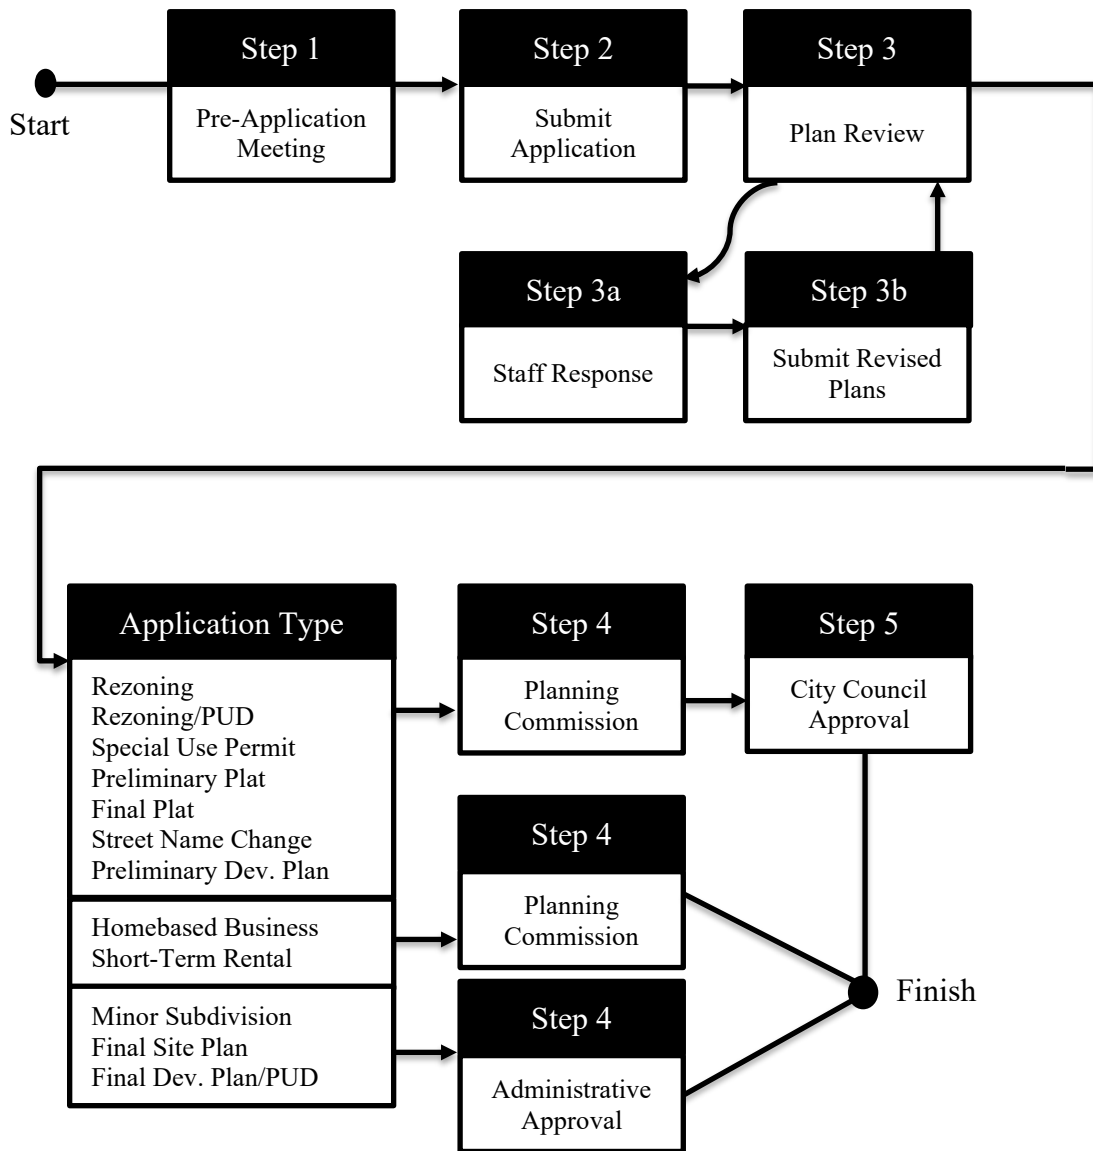 Start
Step 1
Pre-Application
Meeting
Step 2
Submit
Application
Step 3
Plan Review
Step 3a
Staff Response
Step 3b
Submit Revised
Plans
Application Type
Rezoning
Rezoning/PUD
Special Use Permit
Preliminary Plat
Final Plat
Street Name Change
Preliminary Dev. Plan
Homebased Business
Short-Term Rental
Minor Subdivision
Final Site Plan
Final Dev. Plan/PUD
Step 4
Planning
Commission
Step 5
City Council
Approval
Step 4
Planning
Commission
Step 4
Administrative
Approval
Finish